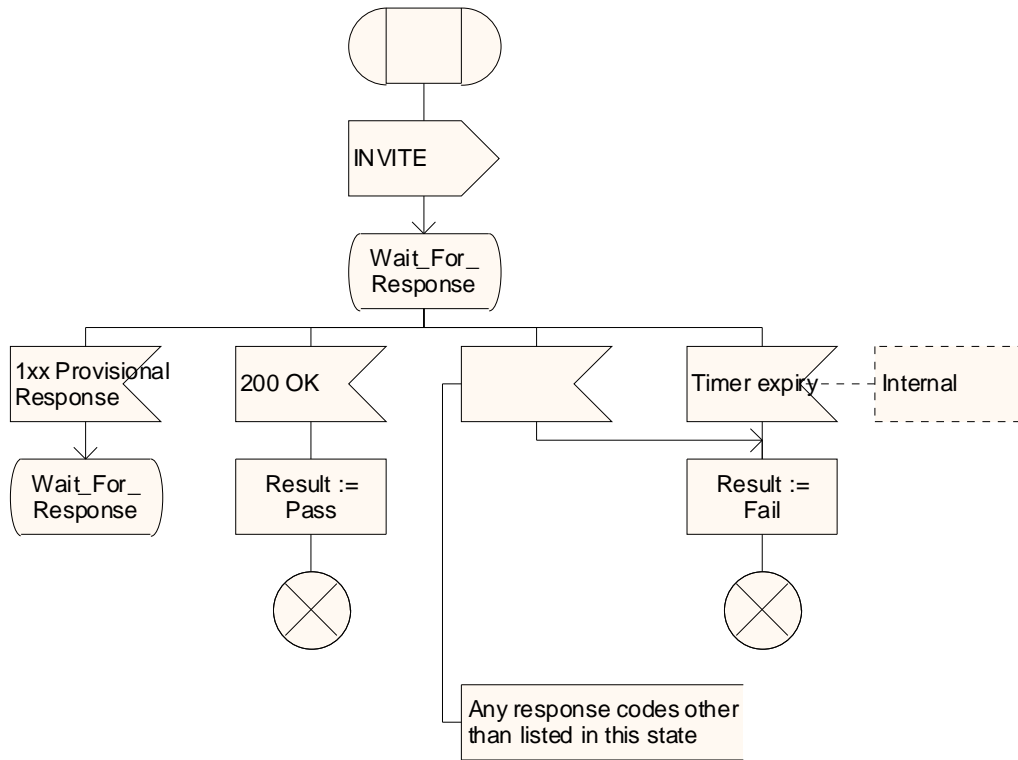 INVITE
Wait_For_
Response
1xx Provisional
Response
200 OK
Timer expiry
Internal
Wait_For_
Response
Result :=
Pass
Result :=
Fail
Any response codes other
than listed in this state